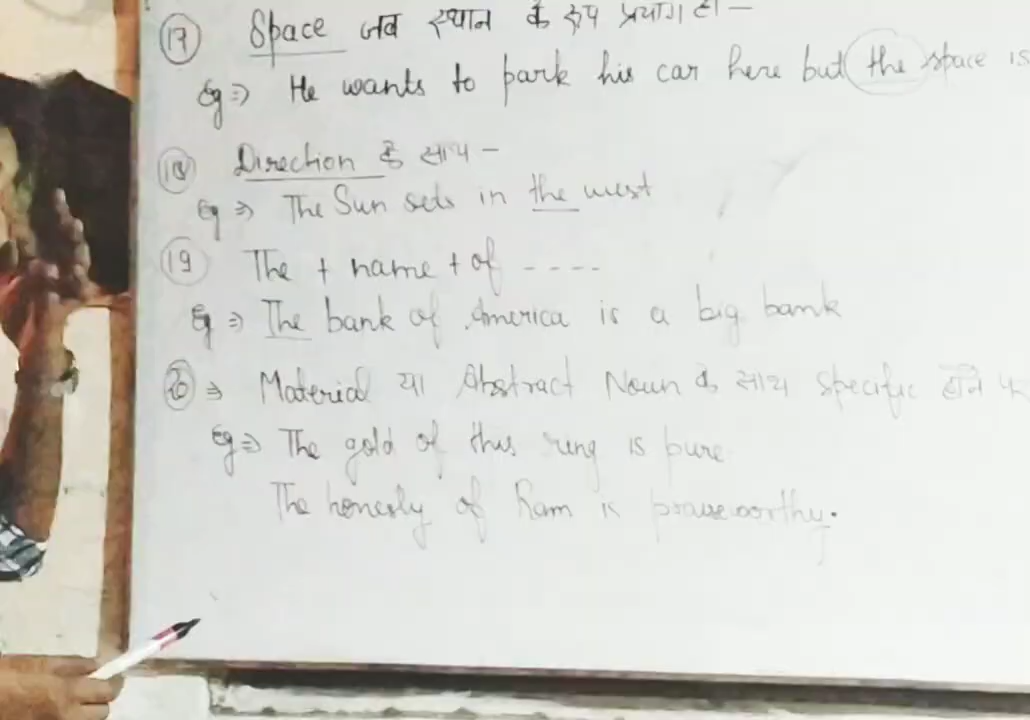 (17) Space जब स्थान के रूप प्रयोग हो —
Eg => He wants to park his car here but the space is
(18) Direction के साथ —
Eg => The Sun sets in the west
(19) The + name + of ----
Eg => The bank of America is a big bank
(20) => Material या Abstract Noun के साथ specific होने पर
Eg => The gold of this ring is pure
The honesty of Ram is praiseworthy.